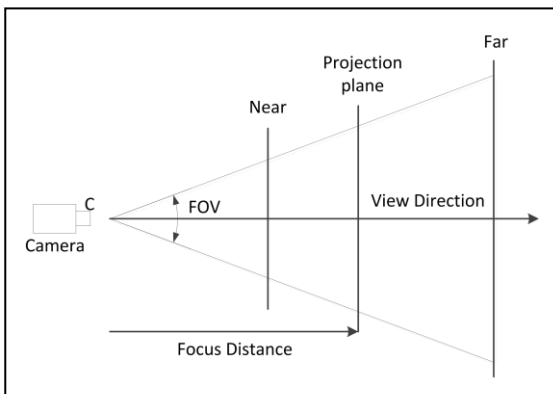 Far
Projection
plane
Near
C
FOV
View Direction
Camera
Focus Distance